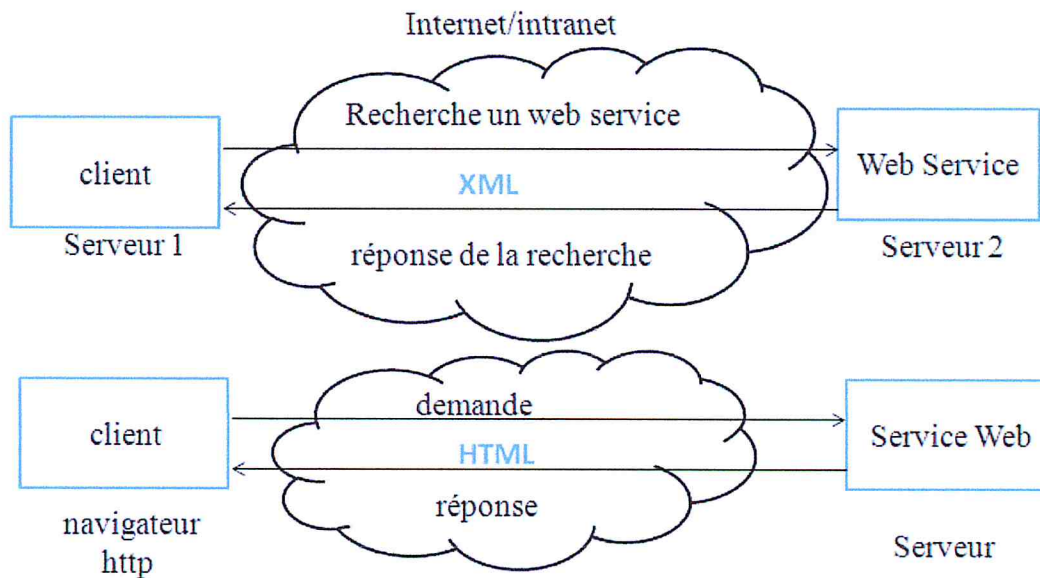 Internet/intranet
Recherche un web service
client
XML
Web Service
Serveur 1
réponse de la recherche
Serveur 2
client
demande
HTML
Service Web
réponse
navigateur
http
Serveur